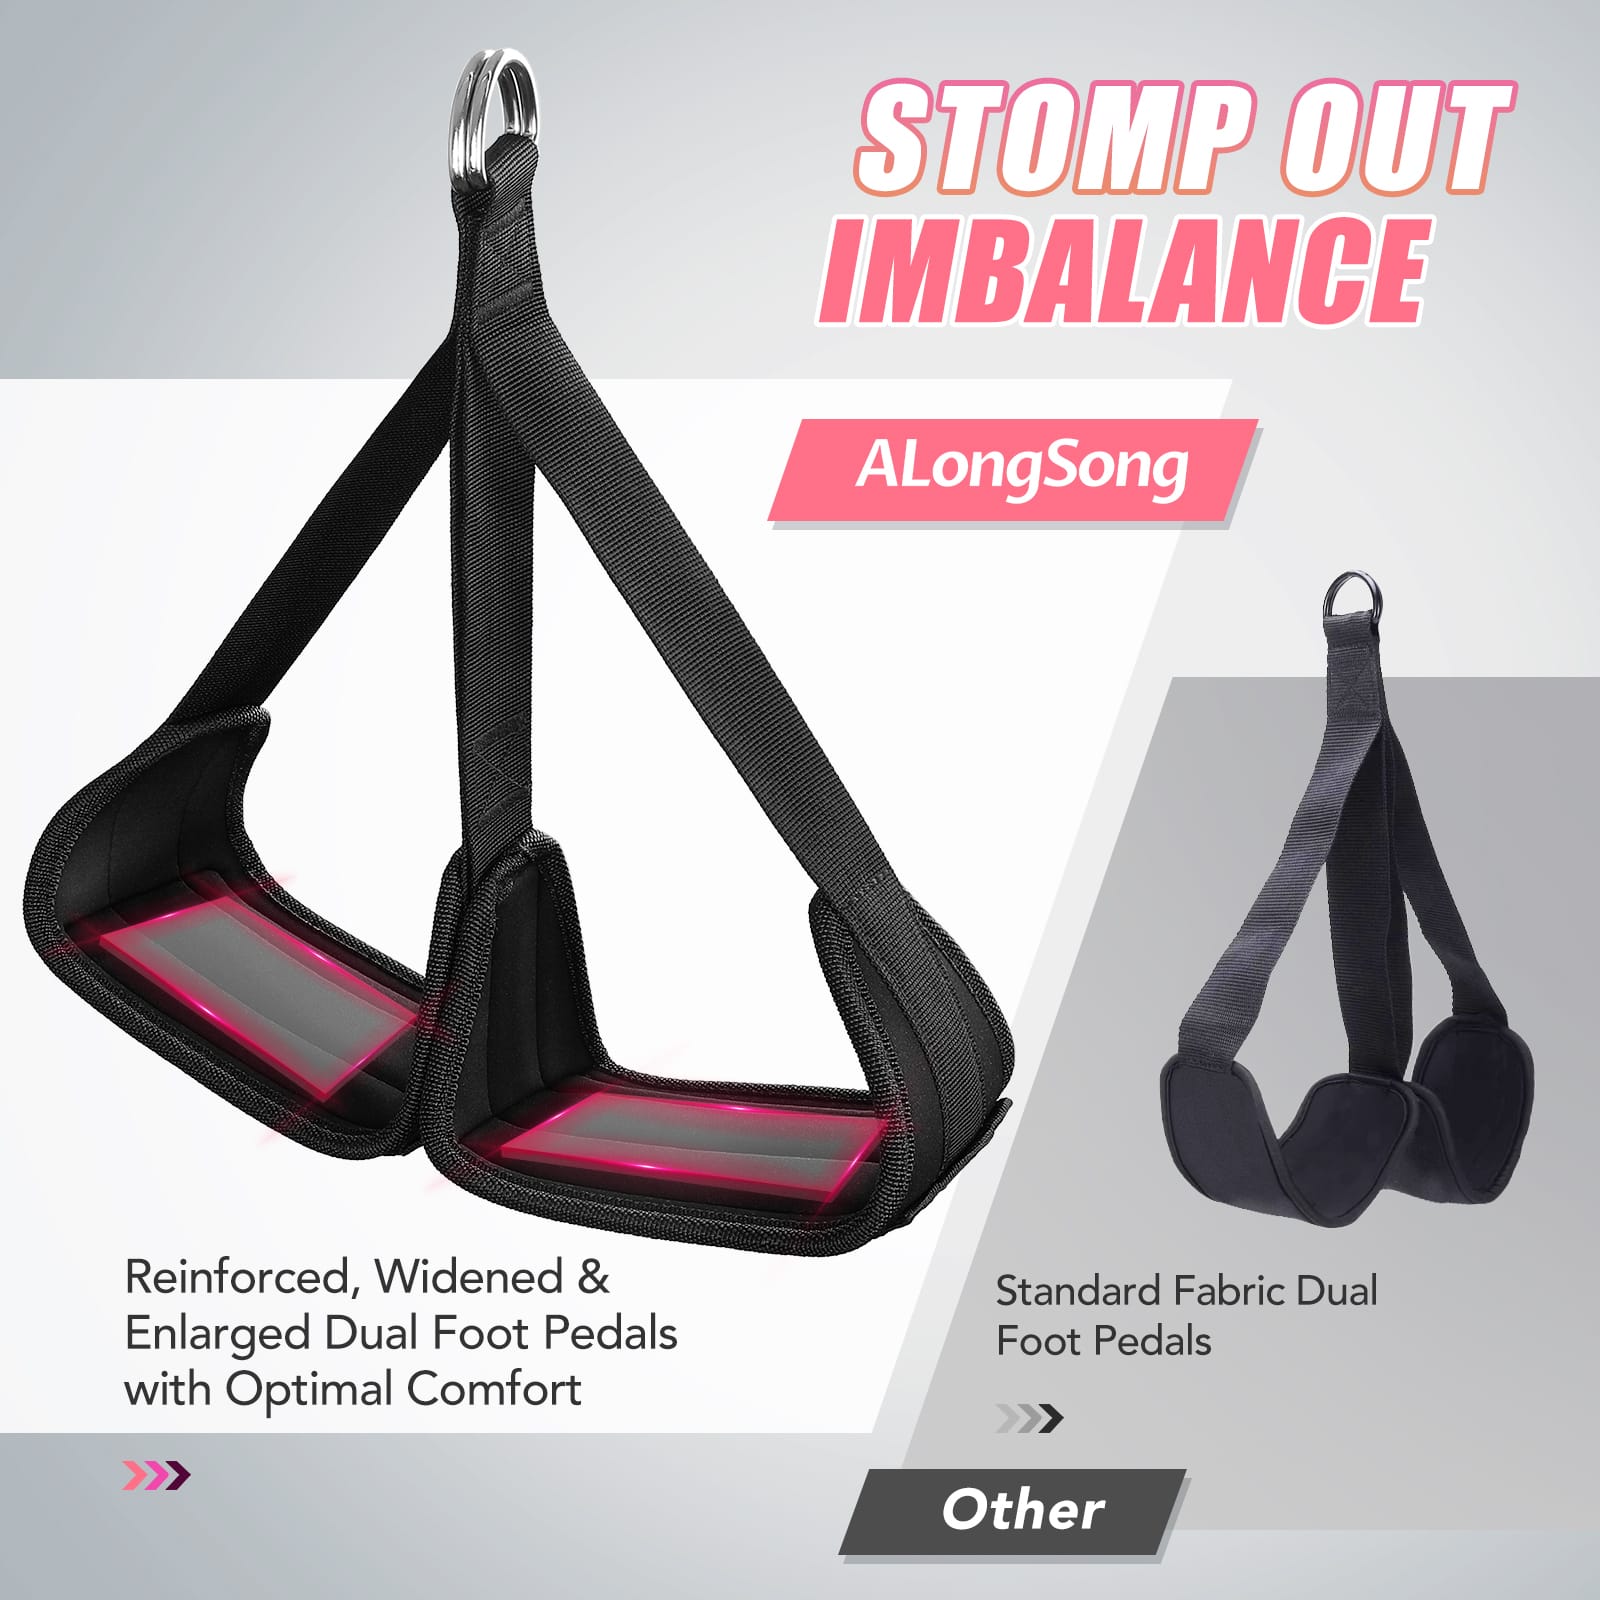 STOMP OUT
IMBALANCE
ALongSong
Reinforced, Widened &
Enlarged Dual Foot Pedals
with Optimal Comfort
Standard Fabric Dual
Foot Pedals
Other